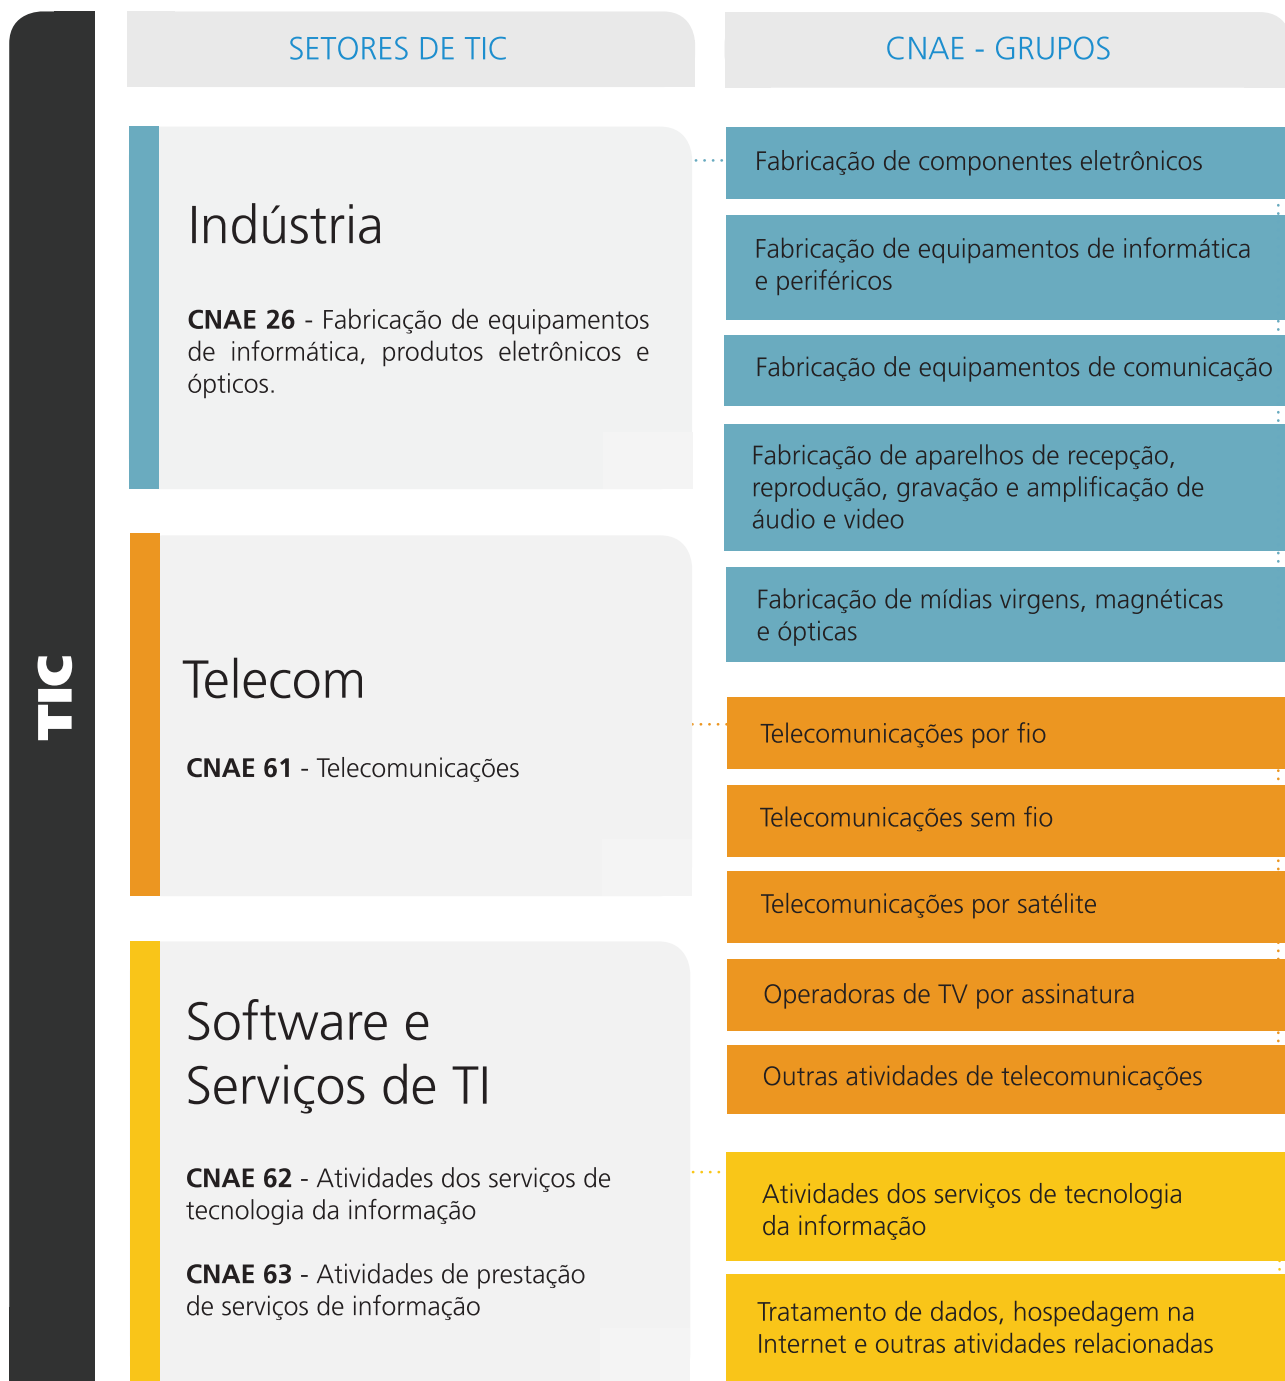 TIC
SETORES DE TIC
CNAE - GRUPOS
Indústria
CNAE 26 - Fabricação de equipamentos
de informática, produtos eletrônicos e
ópticos.
Fabricação de componentes eletrônicos
Fabricação de equipamentos de informática
e periféricos
Fabricação de equipamentos de comunicação
Fabricação de aparelhos de recepção,
reprodução, gravação e amplificação de
áudio e video
Fabricação de mídias virgens, magnéticas
e ópticas
Telecom
CNAE 61 - Telecomunicações
Telecomunicações por fio
Telecomunicações sem fio
Telecomunicações por satélite
Operadoras de TV por assinatura
Outras atividades de telecomunicações
Software e
Serviços de TI
CNAE 62 - Atividades dos serviços de
tecnologia da informação
CNAE 63 - Atividades de prestação
de serviços de informação
Atividades dos serviços de tecnologia
da informação
Tratamento de dados, hospedagem na
Internet e outras atividades relacionadas